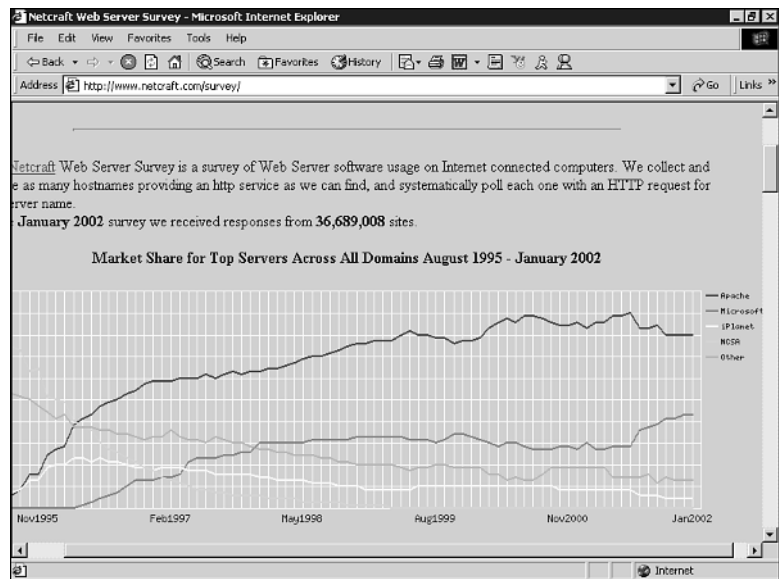 Netcraft Web Server Survey - Microsoft Internet Explorer
File Edit View Favorites Tools Help
Back Search Favorites History
Address http://www.netcraft.com/survey/ Go Links »
Netcraft Web Server Survey is a survey of Web Server software usage on Internet connected computers. We collect and
e as many hostnames providing an http service as we can find, and systematically poll each one with an HTTP request for
erver name.
January 2002 survey we received responses from 36,689,008 sites.
Market Share for Top Servers Across All Domains August 1995 - January 2002
Apache
Microsoft
iPlanet
NCSA
Other
Nov1995 Feb1997 May1998 Aug1999 Nov2000 Jan2002
Internet